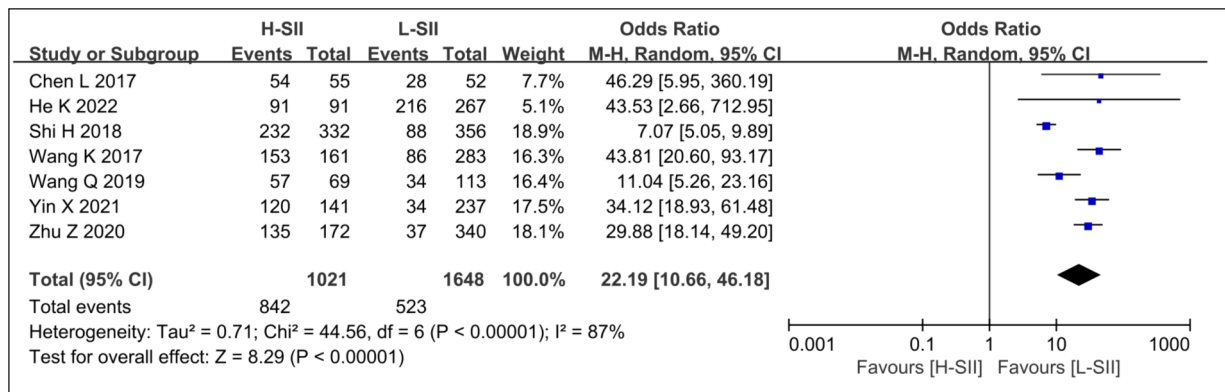 H-SII L-SII Odds Ratio Odds Ratio
Study or Subgroup Events Total Events Total Weight M-H, Random, 95% CI M-H, Random, 95% CI
Chen L 2017 54 55 28 52 7.7% 46.29 [5.95, 360.19]
He K 2022 91 91 216 267 5.1% 43.53 [2.66, 712.95]
Shi H 2018 232 332 88 356 18.9% 7.07 [5.05, 9.89]
Wang K 2017 153 161 86 283 16.3% 43.81 [20.60, 93.17]
Wang Q 2019 57 69 34 113 16.4% 11.04 [5.26, 23.16]
Yin X 2021 120 141 34 237 17.5% 34.12 [18.93, 61.48]
Zhu Z 2020 135 172 37 340 18.1% 29.88 [18.14, 49.20]
Total (95% CI) 1021 1648 100.0% 22.19 [10.66, 46.18]
Total events 842 523
Heterogeneity: Tau² = 0.71; Chi² = 44.56, df = 6 (P < 0.00001); I² = 87%
Test for overall effect: Z = 8.29 (P < 0.00001)
0.001 0.1 1 10 1000
Favours [H-SII] Favours [L-SII]